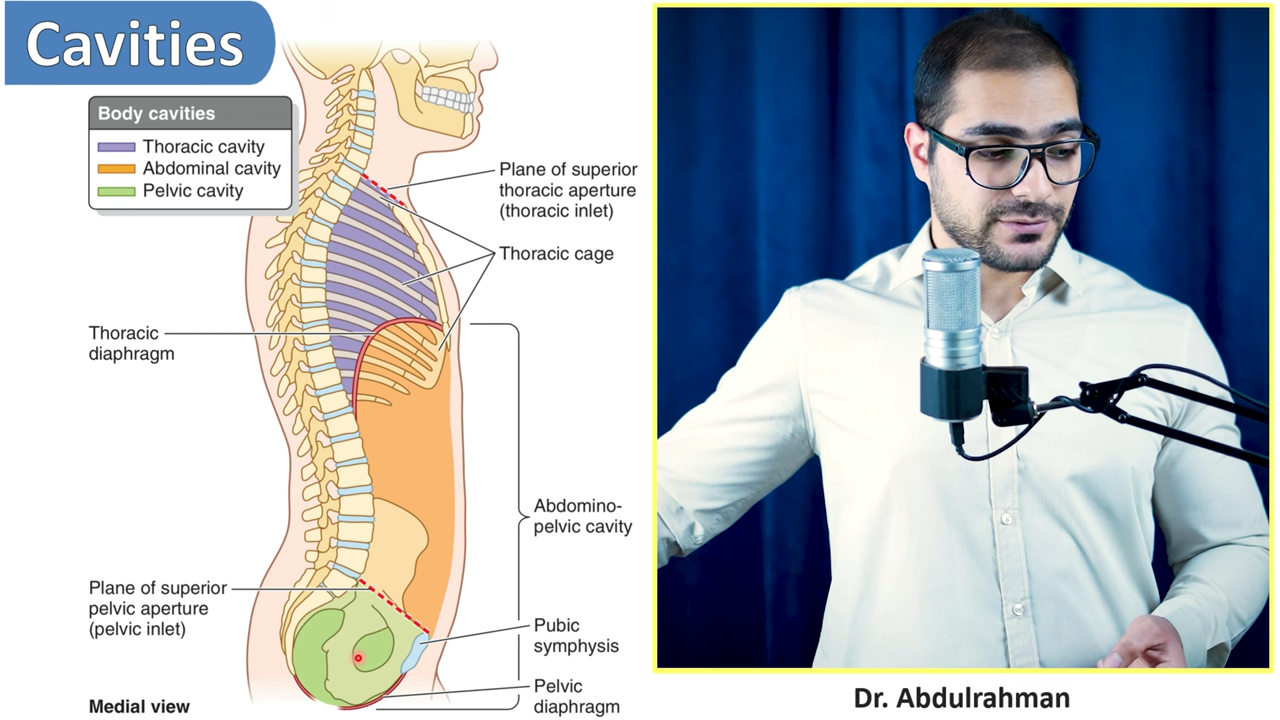 Cavities
Body cavities
Thoracic cavity
Abdominal cavity
Pelvic cavity
Plane of superior
thoracic aperture
(thoracic inlet)
Thoracic cage
Thoracic
diaphragm
Abdomino-
pelvic cavity
Plane of superior
pelvic aperture
(pelvic inlet)
Pubic
symphysis
Pelvic
diaphragm
Medial view
Dr. Abdulrahman